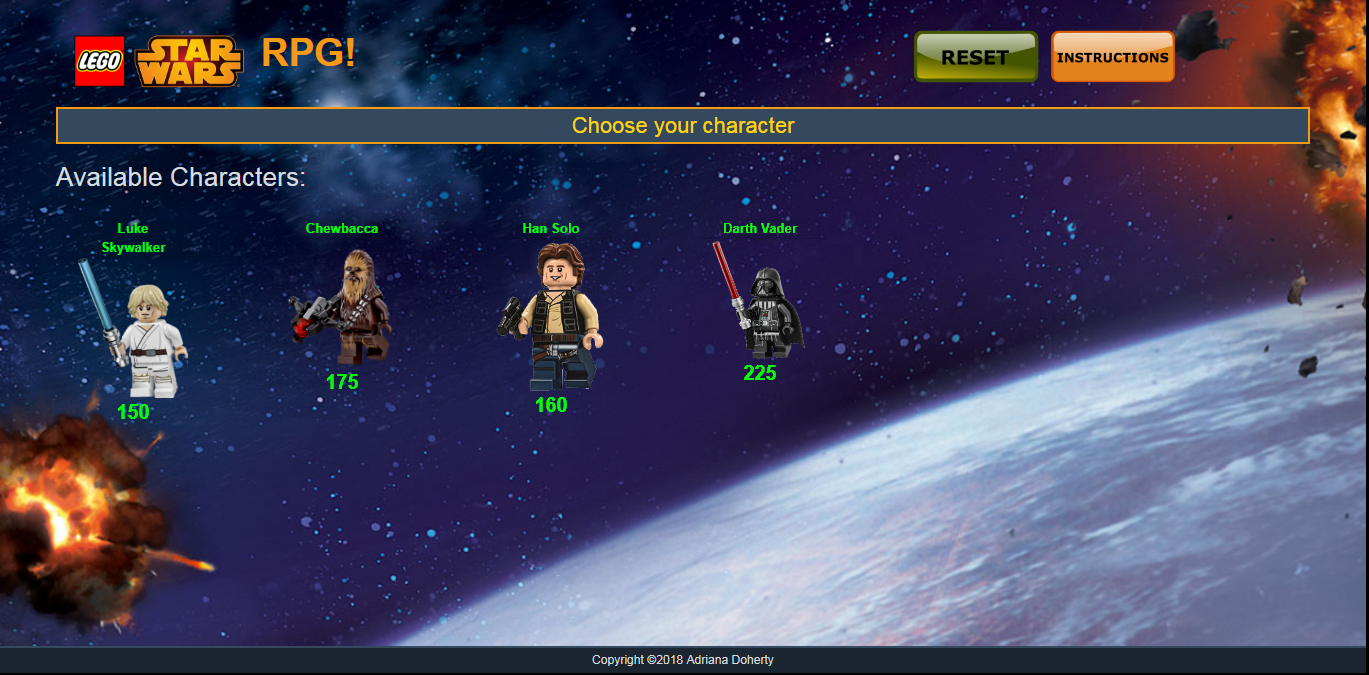 LEGO STAR WARS RPG!
RESET
INSTRUCTIONS
Choose your character
Available Characters:
Luke
Skywalker
Chewbacca
Han Solo
Darth Vader
150
175
160
225
Copyright ©2018 Adriana Doherty